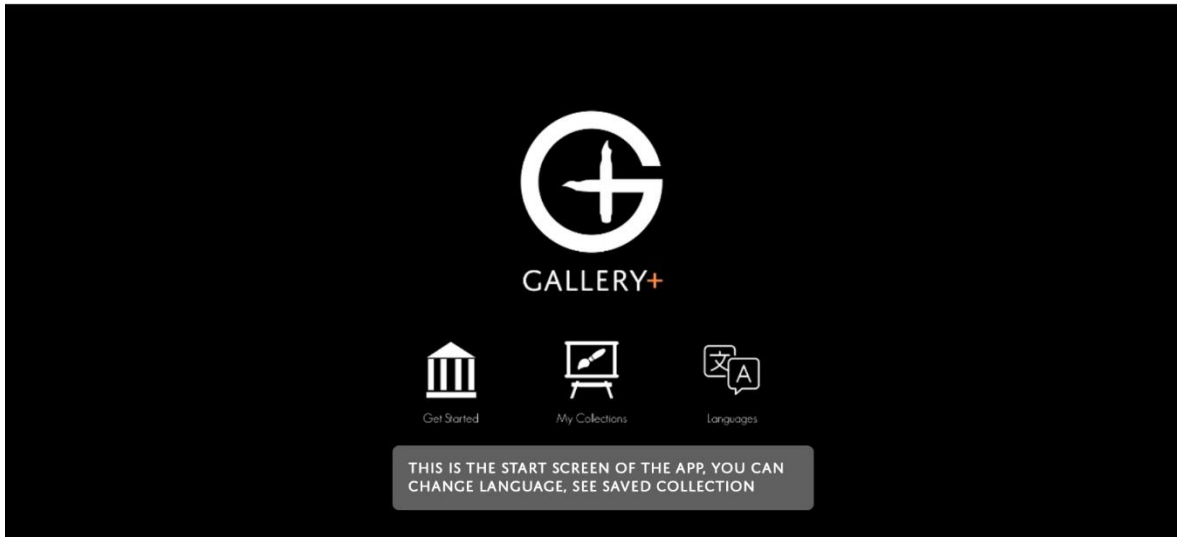 GALLERY+
Get Started
My Collections
Languages
文
A
THIS IS THE START SCREEN OF THE APP, YOU CAN
CHANGE LANGUAGE, SEE SAVED COLLECTION